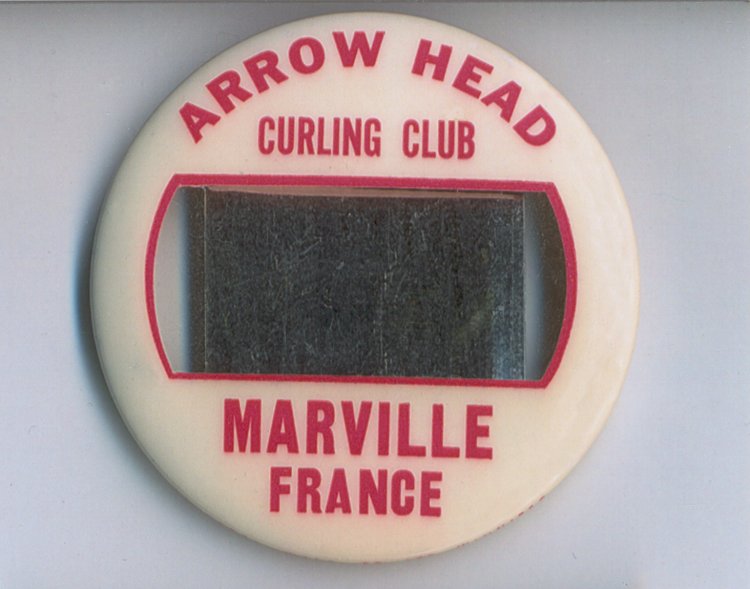 ARROW HEAD
CURLING CLUB
MARVILLE
FRANCE